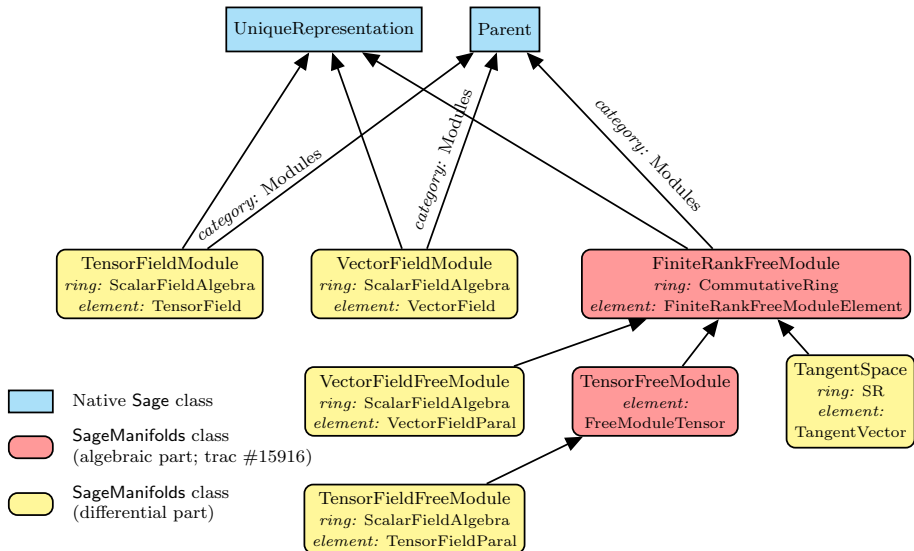 UniqueRepresentation
Parent
category: Modules
category: Modules
category: Modules
TensorFieldModule
ring: ScalarFieldAlgebra
element: TensorField
VectorFieldModule
ring: ScalarFieldAlgebra
element: VectorField
FiniteRankFreeModule
ring: CommutativeRing
element: FiniteRankFreeModuleElement
VectorFieldFreeModule
ring: ScalarFieldAlgebra
element: VectorFieldParal
TensorFreeModule
element:
FreeModuleTensor
TangentSpace
ring: SR
element:
TangentVector
Native Sage class
SageManifolds class
(algebraic part; trac #15916)
SageManifolds class
(differential part)
TensorFieldFreeModule
ring: ScalarFieldAlgebra
element: TensorFieldParal